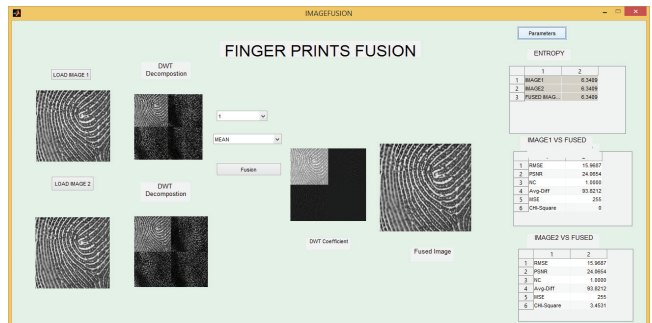 IMAGEFUSION
FINGER PRINTS FUSION
LOAD IMAGE 1
DWT
Decompostion
1
MEAN
Fusion
LOAD IMAGE 2
DWT
Decompostion
DWT Coefficient
Fused Image
Parameters
ENTROPY
1 2
1 IMAGE1 6.3489
2 IMAGE2 6.3489
3 FUSED IMAG... 6.3489
IMAGE1 VS FUSED
1 RMSE 15.9687
2 PSNR 24.0654
3 NC 1.0000
4 Avg-Diff 93.8212
5 MSE 255
6 CHI-Square 0
IMAGE2 VS FUSED
1 2
1 RMSE 15.9687
2 PSNR 24.0654
3 NC 1.0000
4 Avg-Diff 93.8212
5 MSE 255
6 CHI-Square 3.4531